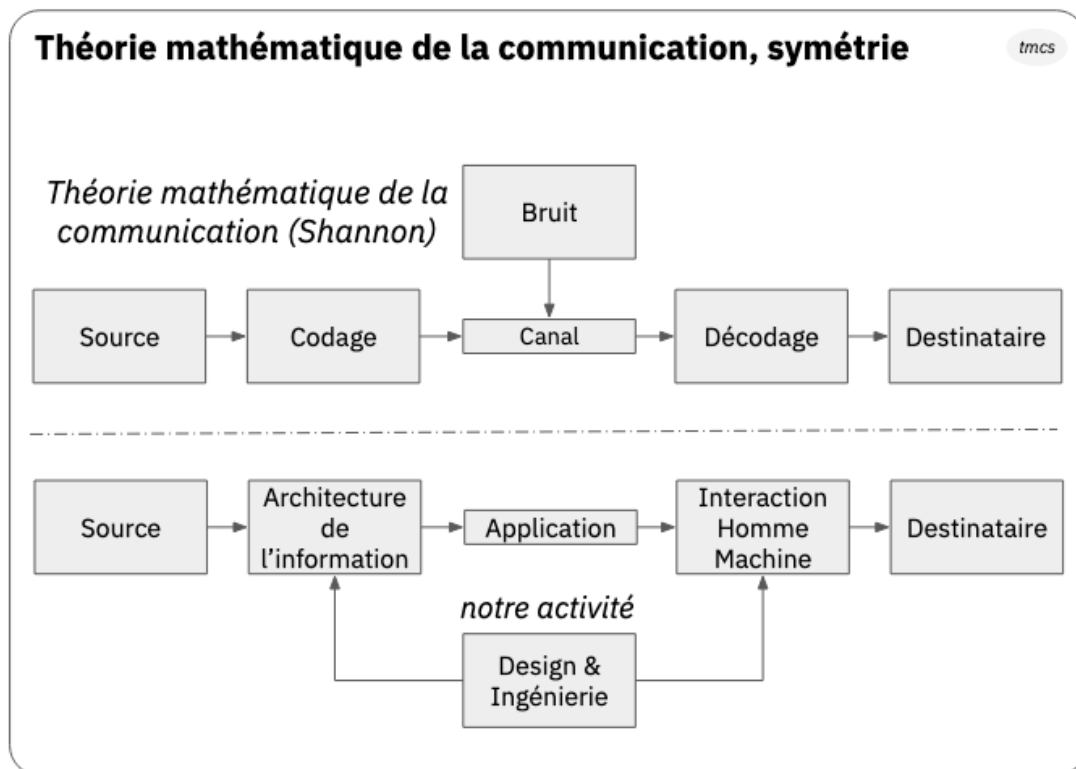 Théorie mathématique de la communication, symétrie
tmcs
Théorie mathématique de la
communication (Shannon)
Bruit
Source
Codage
Canal
Décodage
Destinataire
Source
Architecture
de
l'information
Application
Interaction
Homme
Machine
Destinataire
notre activité
Design &
Ingénierie